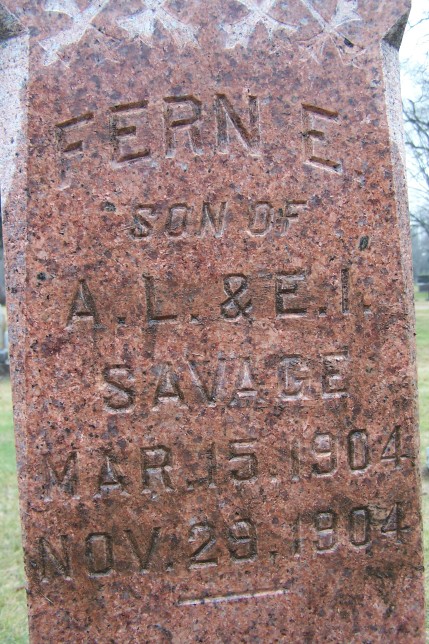 FERN E.
SON OF
A. L. & E. I.
SAVAGE
MAR. 15. 1904
NOV. 29. 1904